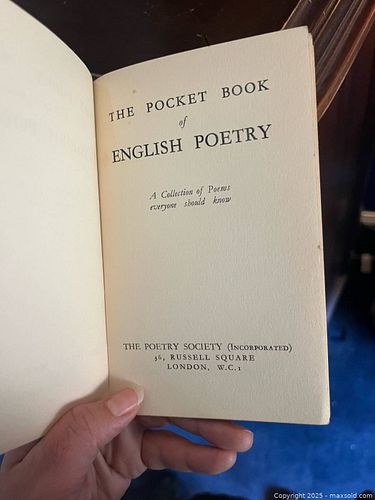 THE POCKET BOOK
of
ENGLISH POETRY
A Collection of Poems
everyone should know
THE POETRY SOCIETY (INCORPORATED)
36, RUSSELL SQUARE
LONDON, W.C.1
Copyright 2025 - maxsold.com